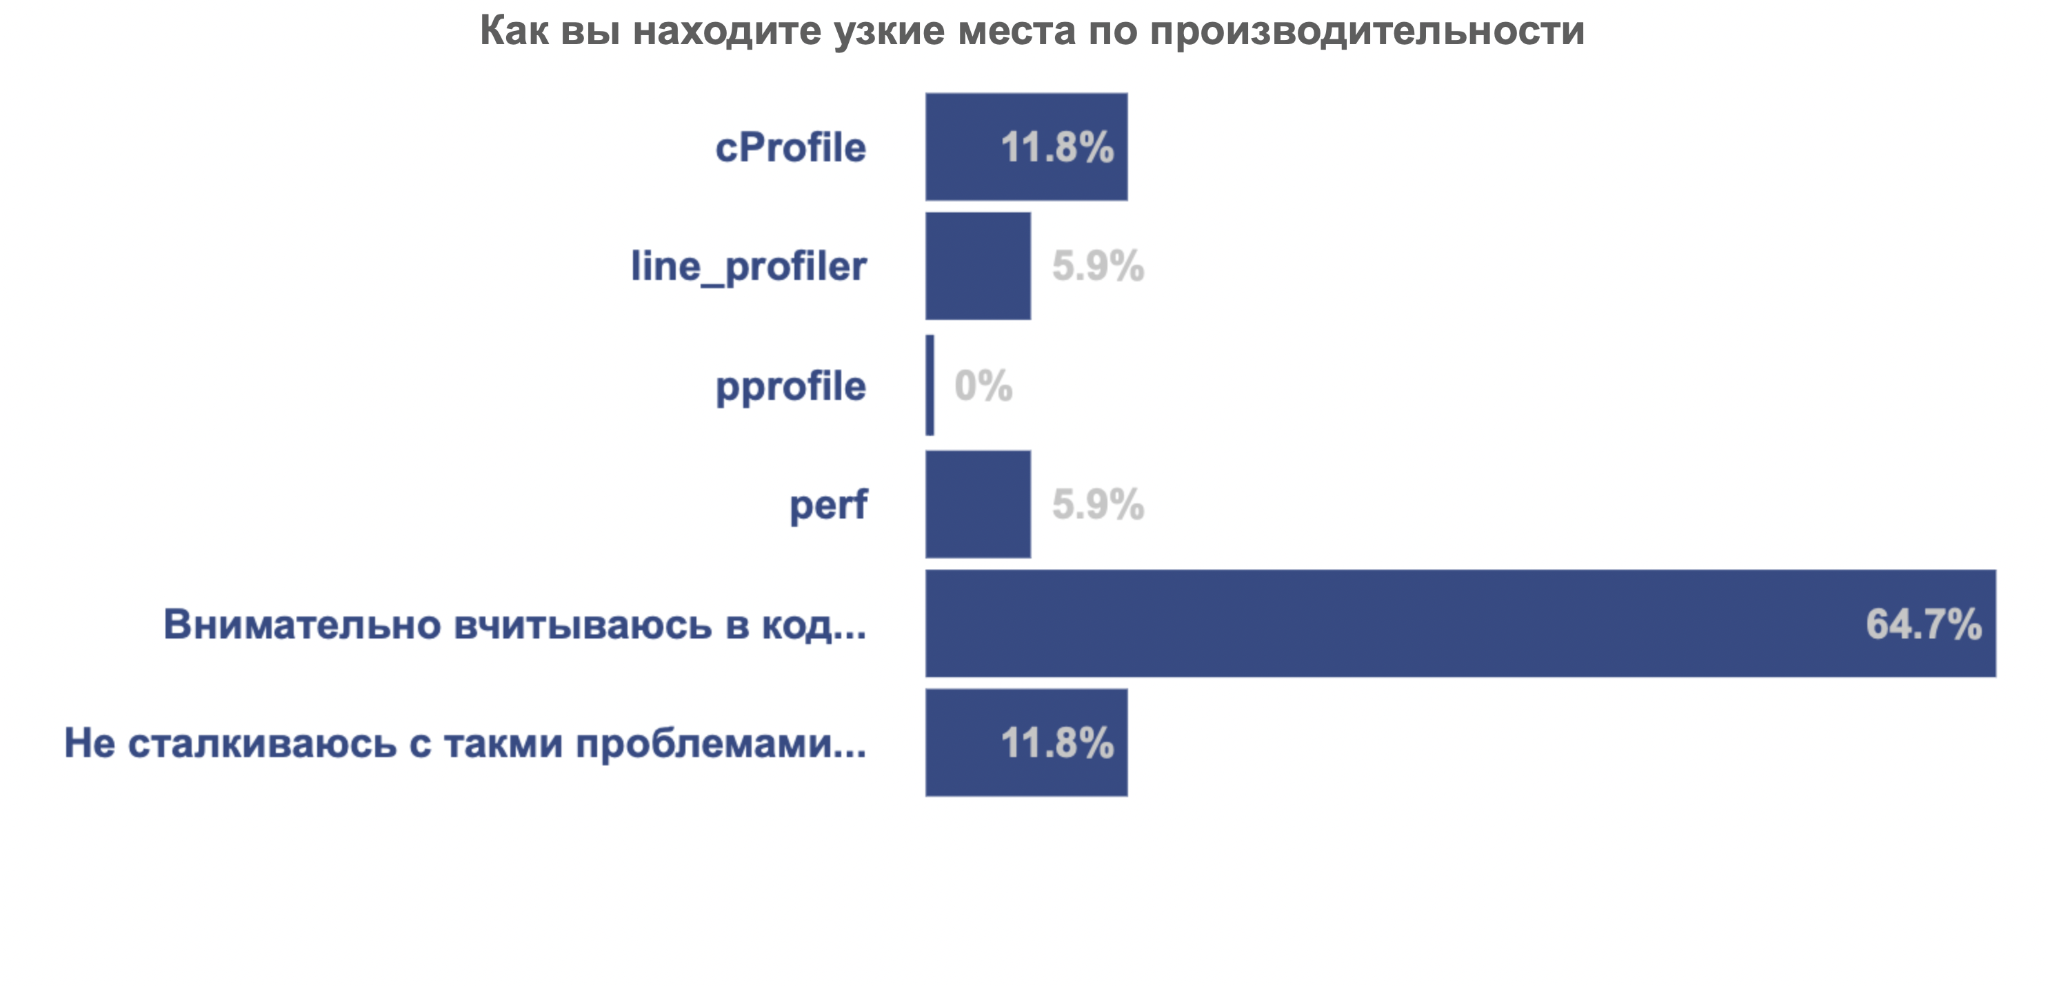 Как вы находите узкие места по производительности
cProfile 11.8%
line_profiler 5.9%
pprofile 0%
perf 5.9%
Внимательно вчитываюсь в код... 64.7%
Не сталкиваюсь с такми проблемами... 11.8%